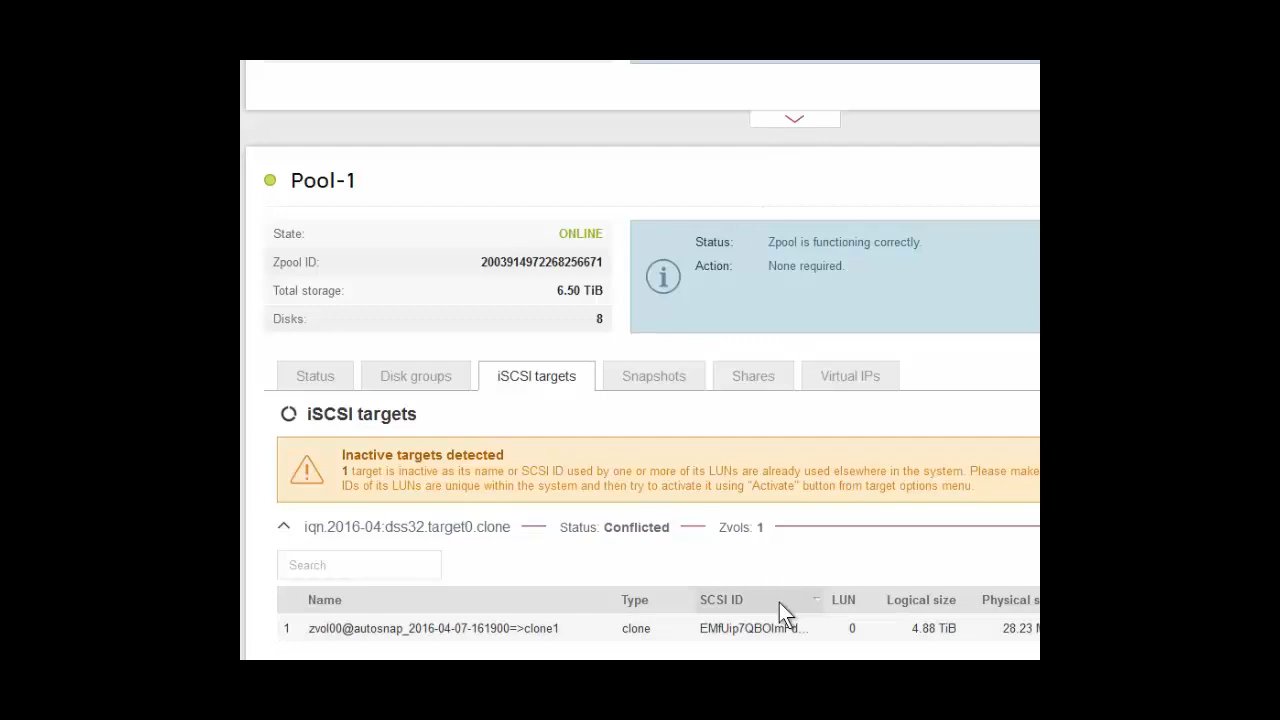 Pool-1
State: ONLINE
Zpool ID: 2003914972268256671
Total storage: 6.50 TiB
Disks: 8
Status: Zpool is functioning correctly.
Action: None required.
Status Disk groups iSCSI targets Snapshots Shares Virtual IPs
iSCSI targets
Inactive targets detected
1 target is inactive as its name or SCSI ID used by one or more of its LUNs are already used elsewhere in the system. Please make
IDs of its LUNs are unique within the system and then try to activate it using "Activate" button from target options menu.
iqn.2016-04:dss32.target0.clone Status: Conflicted Zvols: 1
Search
Name Type SCSI ID LUN Logical size Physical s
1 zvol00@autosnap_2016-04-07-161900=>clone1 clone 0 4.88 TiB 28.23